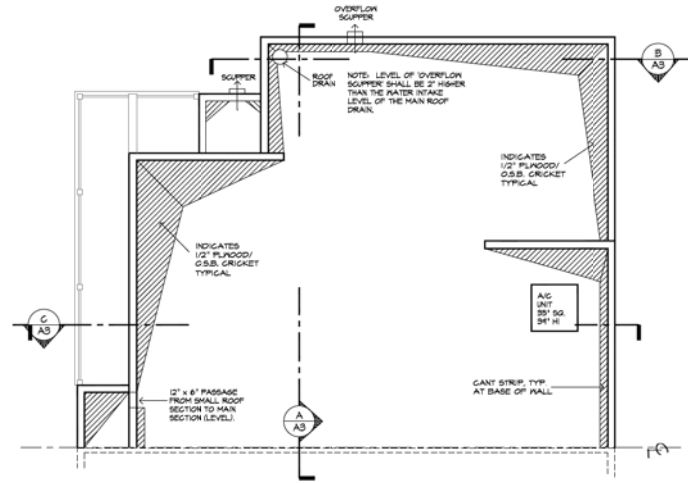 OVERFLOW
SCUPPER
SCUPPER
ROOF
DRAIN
NOTE: LEVEL OF 'OVERFLOW
SCUPPER' SHALL BE 2" HIGHER
THAN THE WATER INTAKE
LEVEL OF THE MAIN ROOF
DRAIN.
B
A3
INDICATES
1/2" PLWOOD/
O.S.B. CRICKET
TYPICAL
INDICATES
1/2" PLWOOD/
O.S.B. CRICKET
TYPICAL
C
A3
A/C
UNIT
35" SQ.
34" HI
12" x 6" PASSAGE
FROM SMALL ROOF
SECTION TO MAIN
SECTION (LEVEL).
CANT STRIP, TYP.
AT BASE OF WALL
A
A3